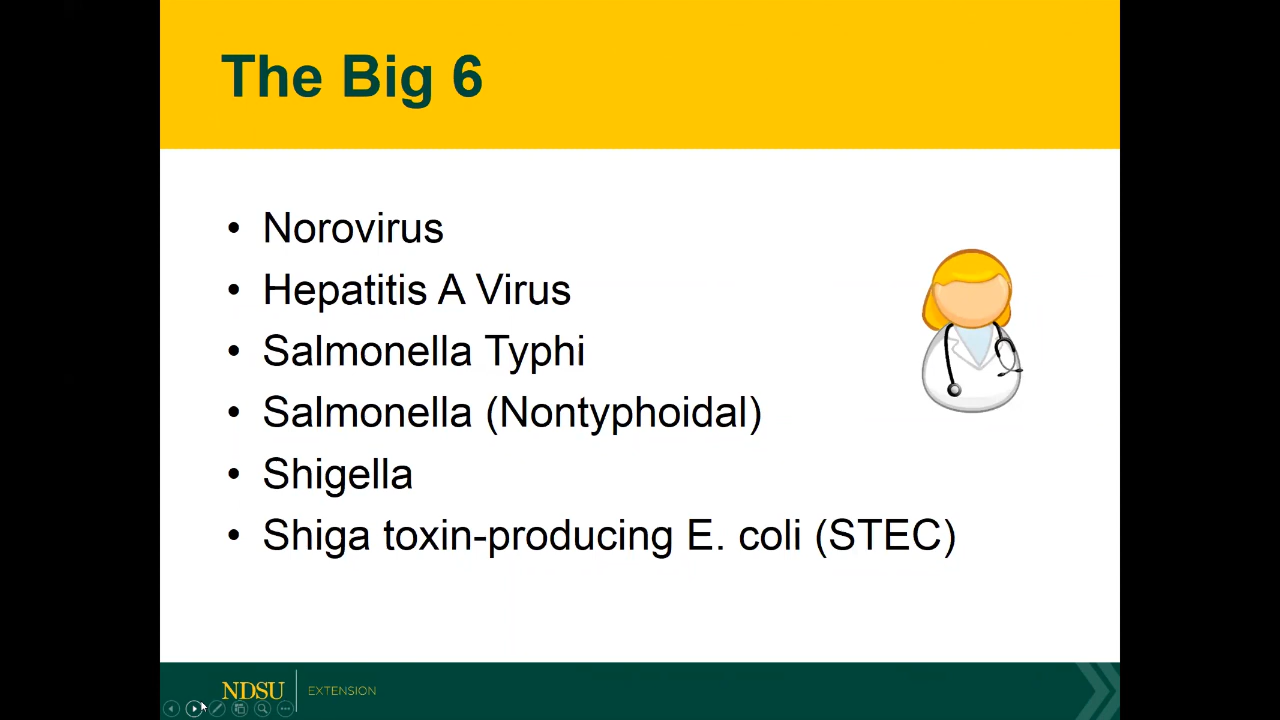 The Big 6
• Norovirus
• Hepatitis A Virus
• Salmonella Typhi
• Salmonella (Nontyphoidal)
• Shigella
• Shiga toxin-producing E. coli (STEC)
NDSU EXTENSION